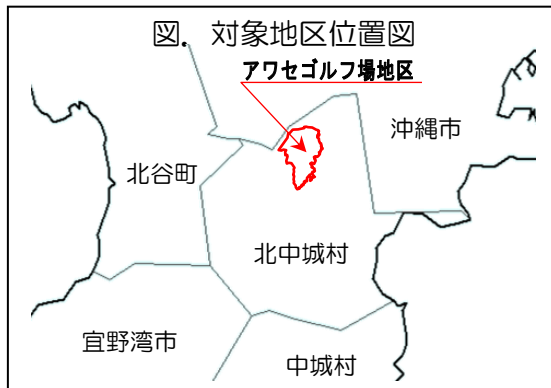 図. 対象地区位置図
アワセゴルフ場地区
沖縄市
北谷町
北中城村
宜野湾市
中城村